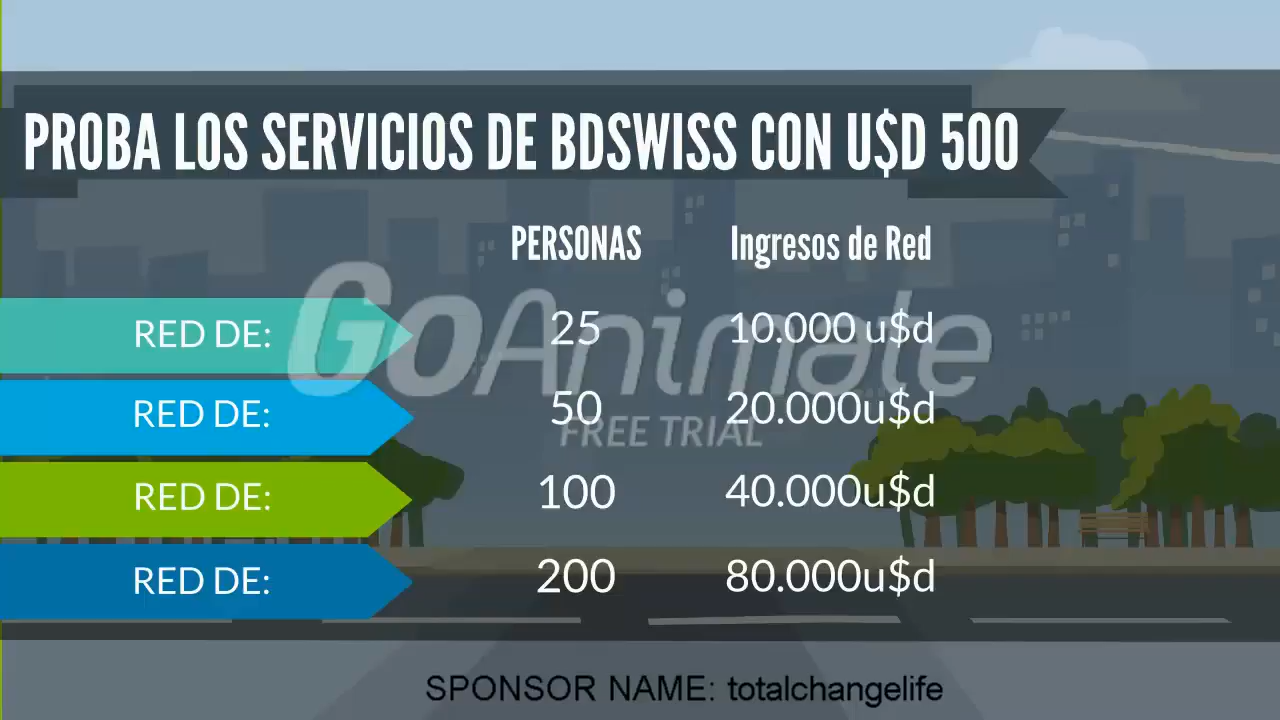 PROBA LOS SERVICIOS DE BDSWISS CON U$D 500
PERSONAS Ingresos de Red
RED DE: 25 10.000 u$d
RED DE: 50 20.000u$d
RED DE: 100 40.000u$d
RED DE: 200 80.000u$d
GoAnimate
FREE TRIAL
SPONSOR NAME: totalchangelife